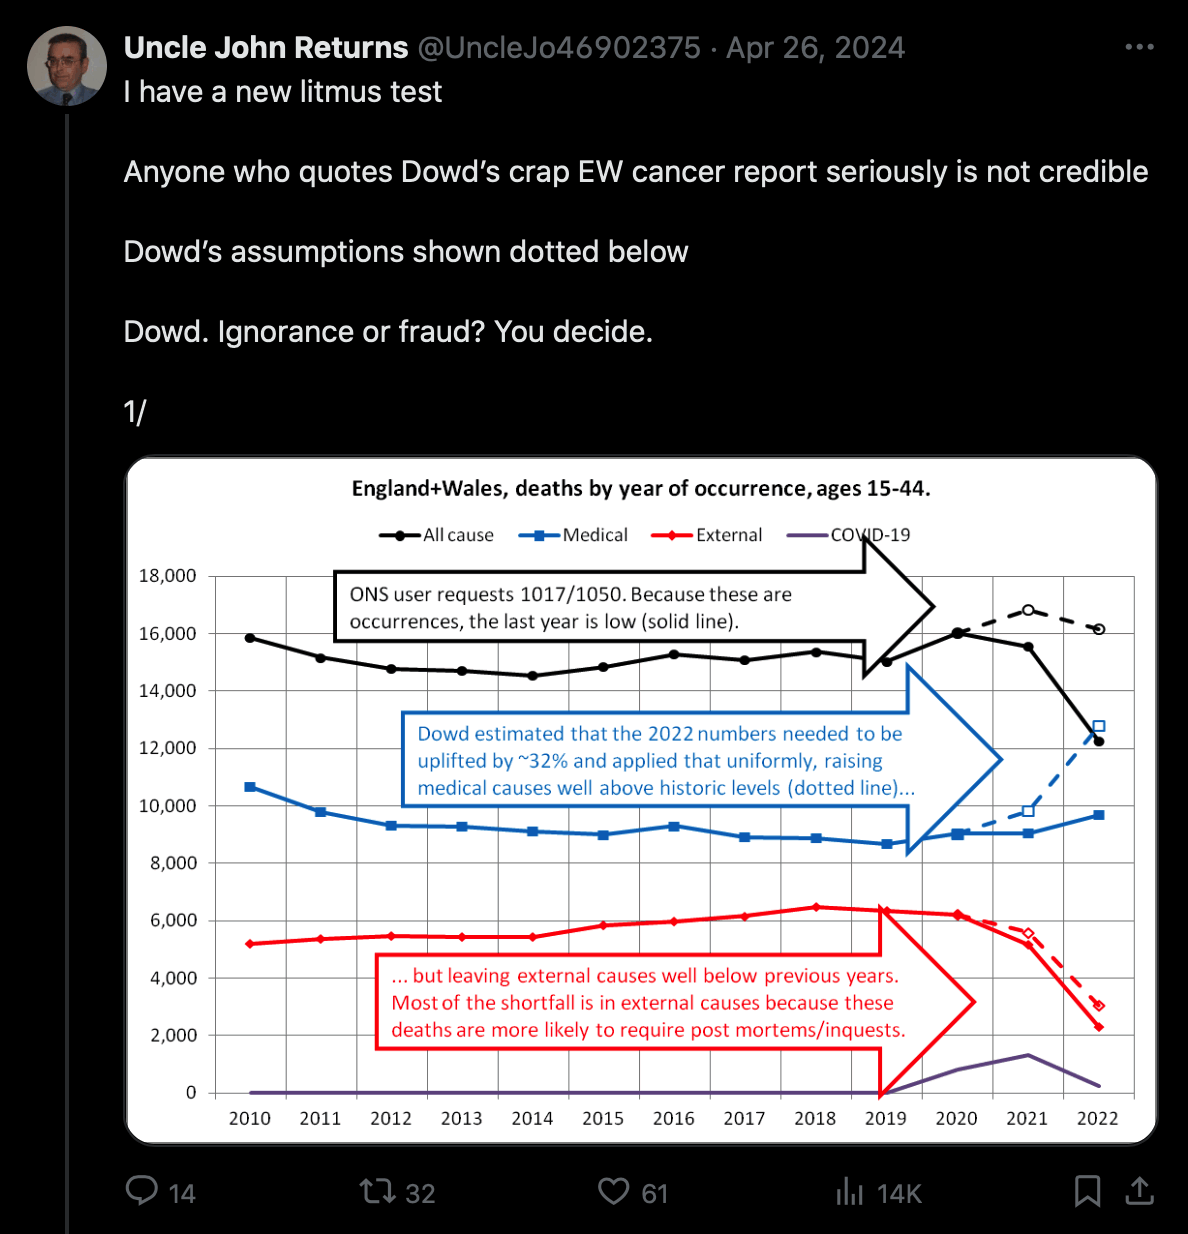 Uncle John Returns @UncleJo46902375 · Apr 26, 2024
I have a new litmus test
Anyone who quotes Dowd’s crap EW cancer report seriously is not credible
Dowd’s assumptions shown dotted below
Dowd. Ignorance or fraud? You decide.
1/
England+Wales, deaths by year of occurrence, ages 15-44.
All cause Medical External COVID-19
18,000
ONS user requests 1017/1050. Because these are
occurrences, the last year is low (solid line).
16,000
14,000
Dowd estimated that the 2022 numbers needed to be
uplifted by ~32% and applied that uniformly, raising
medical causes well above historic levels (dotted line)...
12,000
10,000
8,000
6,000
... but leaving external causes well below previous years.
Most of the shortfall is in external causes because these
deaths are more likely to require post mortems/inquests.
4,000
2,000
0
2010 2011 2012 2013 2014 2015 2016 2017 2018 2019 2020 2021 2022
14 32 61 14K